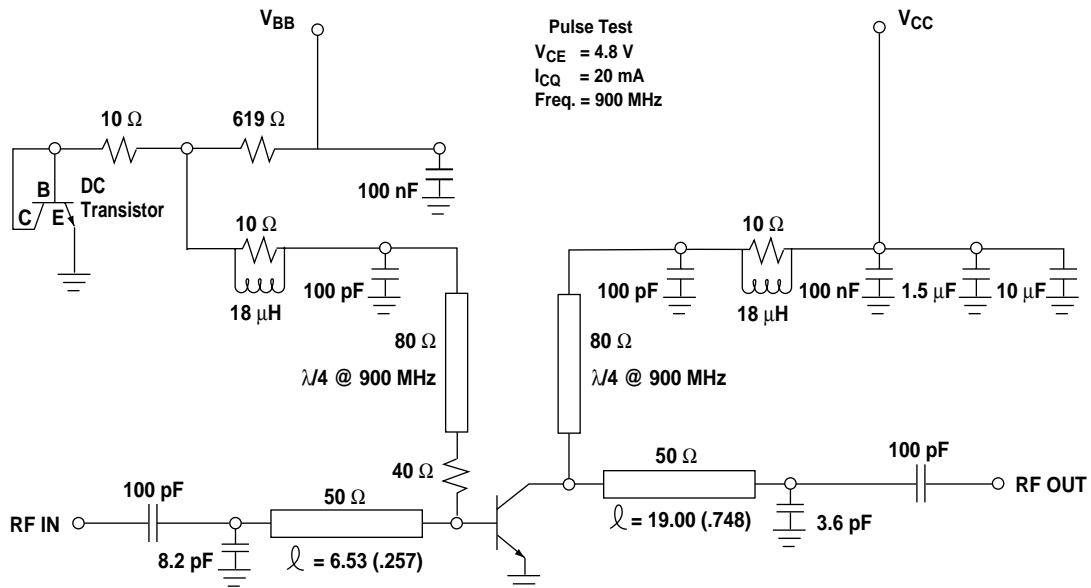 V_BB
Pulse Test
V_CE = 4.8 V
I_CQ = 20 mA
Freq. = 900 MHz
V_CC
10 Ω
619 Ω
B
C
E
DC
Transistor
100 nF
10 Ω
18 μH
100 pF
80 Ω
λ/4 @ 900 MHz
40 Ω
100 pF
10 Ω
18 μH
100 nF
1.5 μF
10 μF
80 Ω
λ/4 @ 900 MHz
RF IN
100 pF
8.2 pF
50 Ω
ℓ = 6.53 (.257)
50 Ω
ℓ = 19.00 (.748)
3.6 pF
100 pF
RF OUT